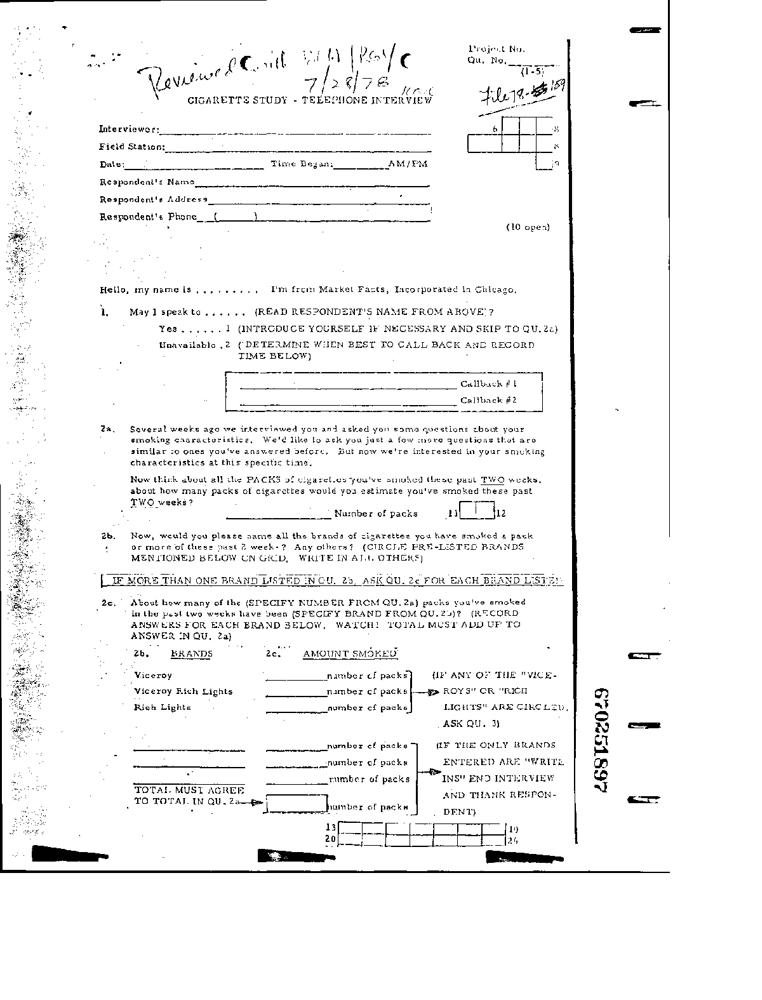 Project No.
Qu. No.
(1-5)
Reviewed
7/28/78
File 78-159
CIGARETTE STUDY - TELEPHONE INTERVIEW
Interviewer:
6 8
Field Station:
Date: Time Began: AM/PM
9
Respondent's Name
Respondent's Address
Respondent's Phone ( )
(10 open)
Hello, my name is ......... I'm from Market Facts, Incorporated in Chicago.
1. May I speak to ...... (READ RESPONDENT'S NAME FROM ABOVE)?
Yes ...... 1 (INTRODUCE YOURSELF IF NECESSARY AND SKIP TO QU. 2a)
Unavailable . 2 (DETERMINE WHEN BEST TO CALL BACK AND RECORD
TIME BELOW)
Callback #1
Callback #2
2a. Several weeks ago we interviewed you and asked you some questions about your
smoking characteristics. We'd like to ask you just a few more questions that are
similar to ones you've answered before. But now we're interested in your smoking
characteristics at this specific time.
Now think about all the PACKS of cigarettes you've smoked these past TWO weeks,
about how many packs of cigarettes would you estimate you've smoked these past
TWO weeks?
Number of packs 11 12
2b. Now, would you please name all the brands of cigarettes you have smoked a pack
or more of these past 2 weeks? Any others? (CIRCLE PRE-LISTED BRANDS
MENTIONED BELOW ON GRID, WRITE IN ALL OTHERS)
IF MORE THAN ONE BRAND LISTED IN QU. 2b, ASK QU. 2c FOR EACH BRAND LISTED
2c. About how many of the (SPECIFY NUMBER FROM QU. 2a) packs you've smoked
in the past two weeks have been (SPECIFY BRAND FROM QU. 2b)? (RECORD
ANSWERS FOR EACH BRAND BELOW. WATCH! TOTAL MUST ADD UP TO
ANSWER IN QU. 2a)
2b. BRANDS 2c. AMOUNT SMOKED
Viceroy number of packs (IF ANY OF THE "VICE-
Viceroy Rich Lights number of packs ROYS" OR "RICH
Rich Lights number of packs LIGHTS" ARE CIRCLED,
ASK QU. 3)
number of packs (IF THE ONLY BRANDS
number of packs ENTERED ARE "WRITE
number of packs INS" END INTERVIEW
TOTAL MUST AGREE
AND THANK RESPON-
TO TOTAL IN QU. 2a number of packs
DENT)
13 19
20 26
670251897